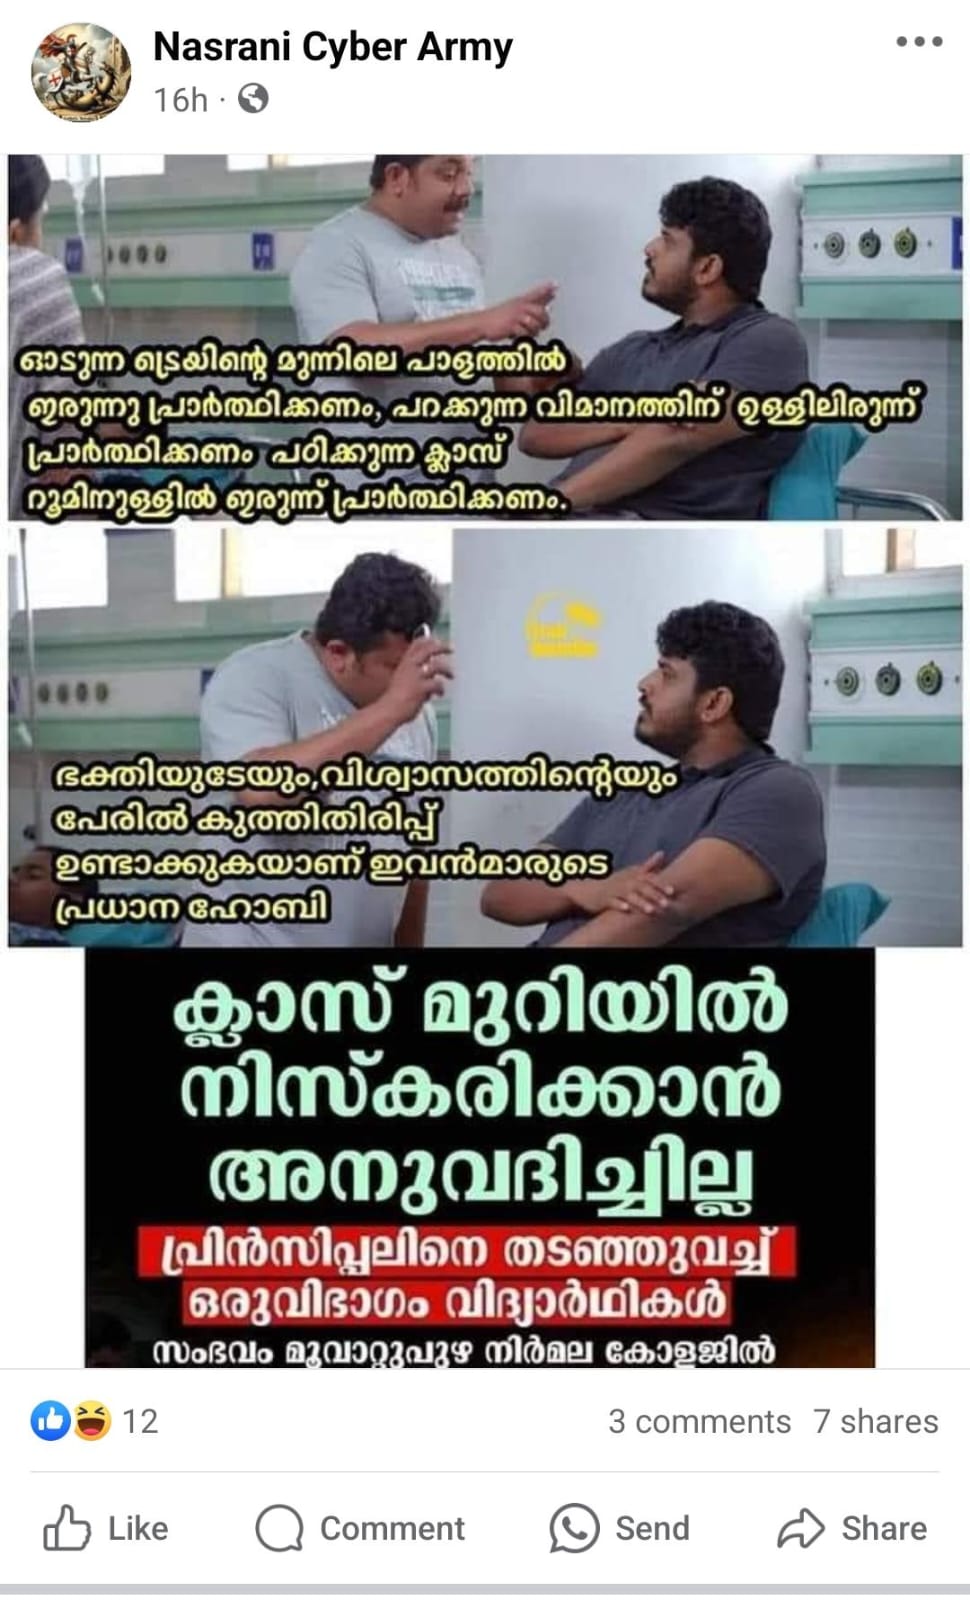 Nasrani Cyber Army
16h ·
ഓടുന്ന ട്രെയിന്റെ മുന്നിലെ പാളത്തിൽ
ഇരുന്നു പ്രാർത്ഥിക്കണം, പറക്കുന്ന വിമാനത്തിന് ഉള്ളിലിരുന്ന്
പ്രാർത്ഥിക്കണം പഠിക്കുന്ന ക്ലാസ്
റൂമിനുള്ളിൽ ഇരുന്ന് പ്രാർത്ഥിക്കണം.
ഭക്തിയുടേയും,വിശ്വാസത്തിന്റെയും
പേരിൽ കുത്തിതിരിപ്പ്
ഉണ്ടാക്കുകയാണ് ഇവൻമാരുടെ
പ്രധാന ഹോബി
ക്ലാസ് മുറിയിൽ
നിസ്കരിക്കാൻ
അനുവദിച്ചില്ല
പ്രിൻസിപ്പലിനെ തടഞ്ഞുവച്ച്
ഒരുവിഭാഗം വിദ്യാർഥികൾ
സംഭവം മൂവാറ്റുപുഴ നിർമല കോളജിൽ
12
3 comments 7 shares
Like Comment Send Share